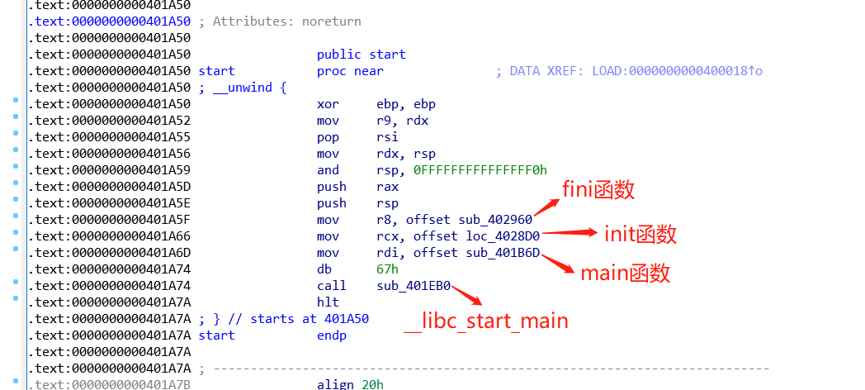 .text:0000000000401A50
.text:0000000000401A50 ; Attributes: noreturn
.text:0000000000401A50
.text:0000000000401A50 public start
.text:0000000000401A50 start proc near ; DATA XREF: LOAD:0000000000400018↑o
.text:0000000000401A50 ; __unwind {
.text:0000000000401A50 xor ebp, ebp
.text:0000000000401A52 mov r9, rdx
.text:0000000000401A55 pop rsi
.text:0000000000401A56 mov rdx, rsp
.text:0000000000401A59 and rsp, 0FFFFFFFFFFFFFFF0h
.text:0000000000401A5D push rax
.text:0000000000401A5E push rsp
fini函数
.text:0000000000401A5F mov r8, offset sub_402960
.text:0000000000401A66 mov rcx, offset loc_4028D0
init函数
.text:0000000000401A6D mov rdi, offset sub_401B6D
main函数
.text:0000000000401A74 db 67h
.text:0000000000401A74 call sub_401EB0
.text:0000000000401A7A hlt
.text:0000000000401A7A ; } // starts at 401A50
__libc_start_main
.text:0000000000401A7A start endp
.text:0000000000401A7A
.text:0000000000401A7A ; ---------------------------------------------------------------------------
.text:0000000000401A7B align 20h